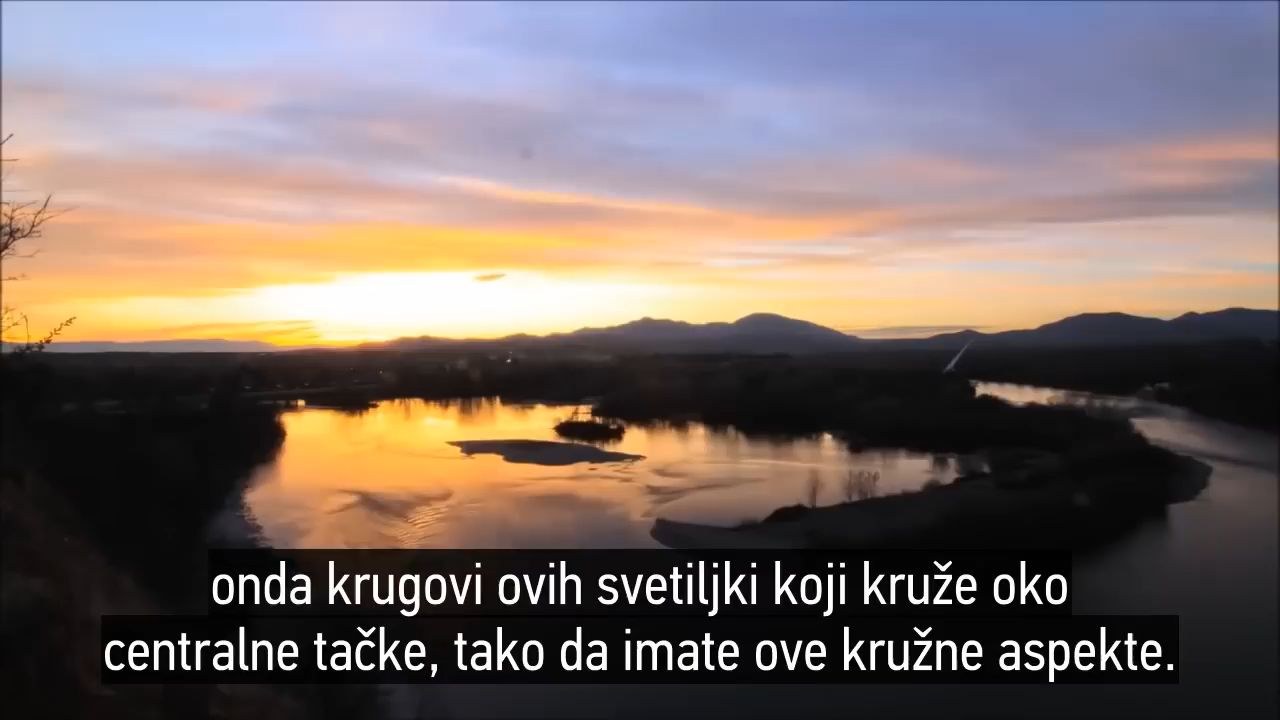 onda krugovi ovih svetiljki koji kruže oko
centralne tačke, tako da imate ove kružne aspekte.